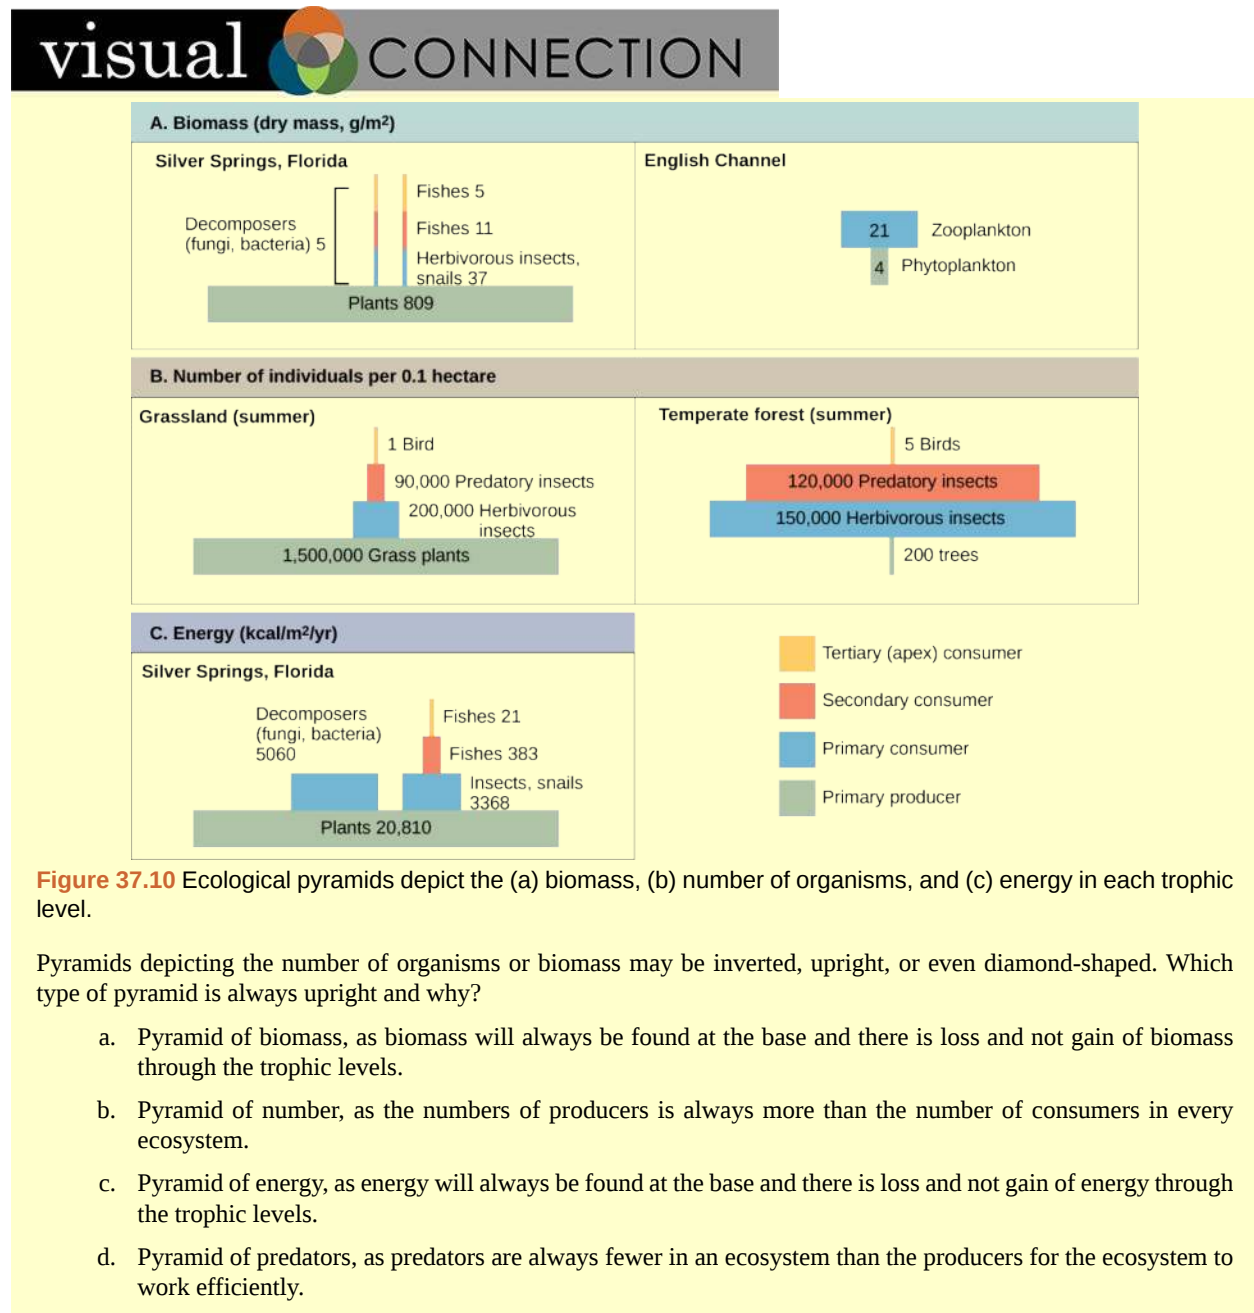 visual CONNECTION
A. Biomass (dry mass, g/m²)
Silver Springs, Florida
Fishes 5
Decomposers
(fungi, bacteria) 5
Fishes 11
Herbivorous insects,
snails 37
Plants 809
English Channel
21 Zooplankton
4 Phytoplankton
B. Number of individuals per 0.1 hectare
Grassland (summer)
1 Bird
90,000 Predatory insects
200,000 Herbivorous
insects
1,500,000 Grass plants
Temperate forest (summer)
5 Birds
120,000 Predatory insects
150,000 Herbivorous insects
200 trees
C. Energy (kcal/m²/yr)
Silver Springs, Florida
Decomposers
(fungi, bacteria)
5060
Fishes 21
Fishes 383
Insects, snails
3368
Plants 20,810
Tertiary (apex) consumer
Secondary consumer
Primary consumer
Primary producer
Figure 37.10 Ecological pyramids depict the (a) biomass, (b) number of organisms, and (c) energy in each trophic
level.
Pyramids depicting the number of organisms or biomass may be inverted, upright, or even diamond-shaped. Which
type of pyramid is always upright and why?
a. Pyramid of biomass, as biomass will always be found at the base and there is loss and not gain of biomass
through the trophic levels.
b. Pyramid of number, as the numbers of producers is always more than the number of consumers in every
ecosystem.
c. Pyramid of energy, as energy will always be found at the base and there is loss and not gain of energy through
the trophic levels.
d. Pyramid of predators, as predators are always fewer in an ecosystem than the producers for the ecosystem to
work efficiently.